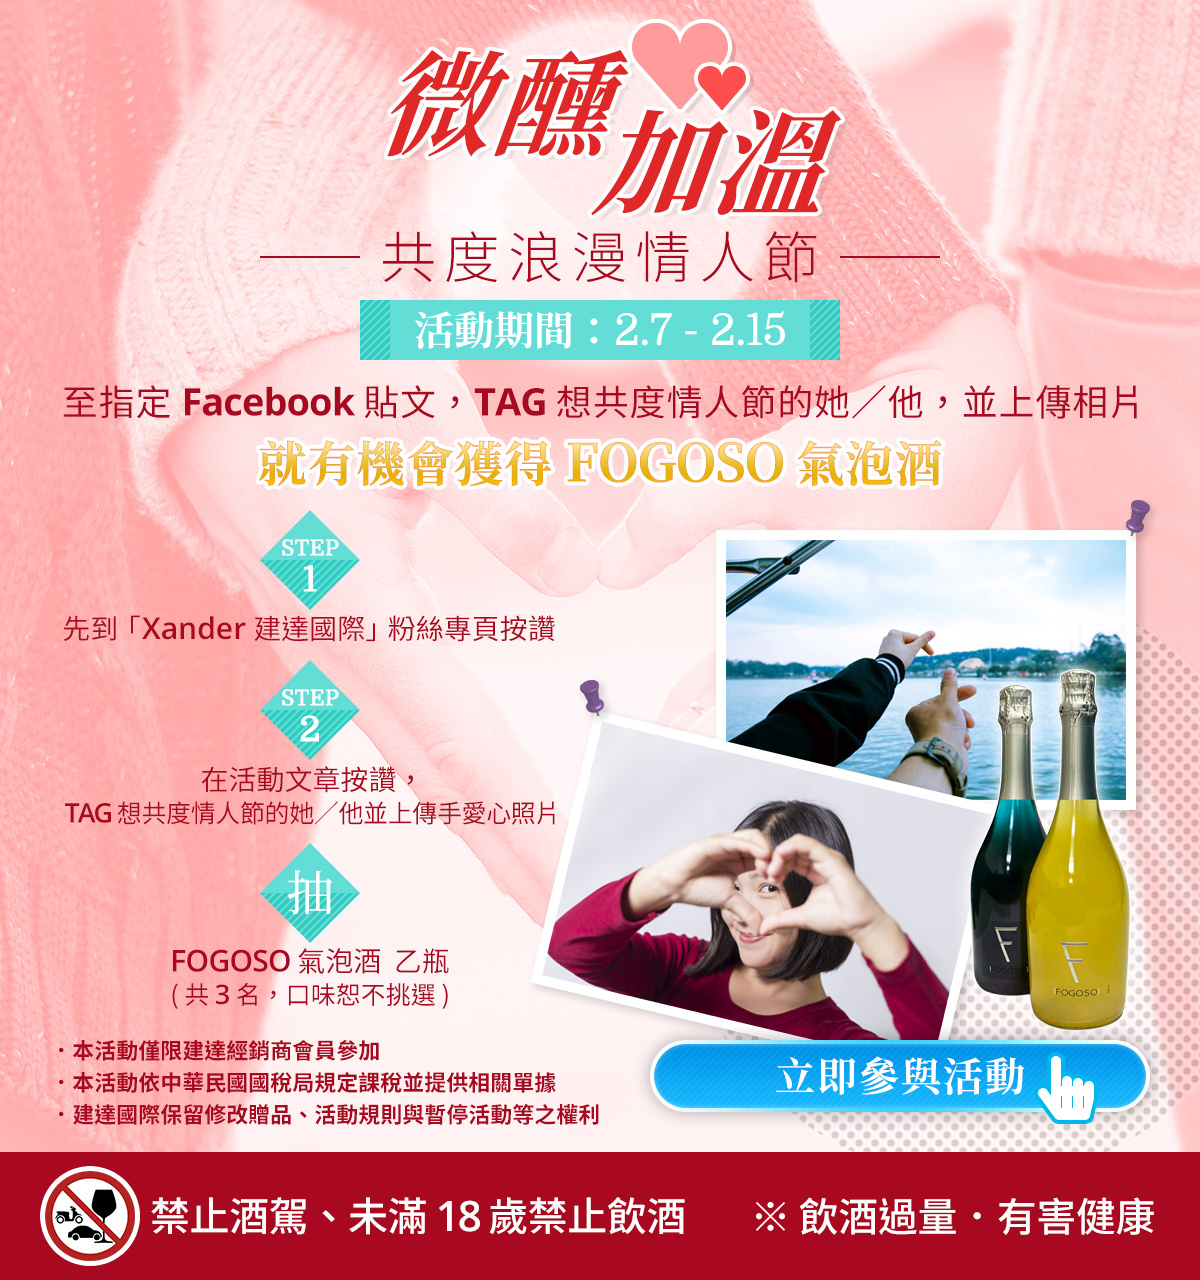 微醺
加溫
共度浪漫情人節
活動期間：2.7 - 2.15
至指定 Facebook 貼文，TAG 想共度情人節的她／他，並上傳相片
就有機會獲得 FOGOSO 氣泡酒
STEP
1
先到「Xander 建達國際」粉絲專頁按讚
STEP
2
在活動文章按讚，
TAG 想共度情人節的她／他並上傳手愛心照片
抽
FOGOSO 氣泡酒 乙瓶
( 共 3 名，口味恕不挑選 )
F
FOGOSO
F
FOGOSO
・本活動僅限建達經銷商會員參加
・本活動依中華民國國稅局規定課稅並提供相關單據
・建達國際保留修改贈品、活動規則與暫停活動等之權利
立即參與活動
禁止酒駕、未滿 18 歲禁止飲酒 ※ 飲酒過量．有害健康